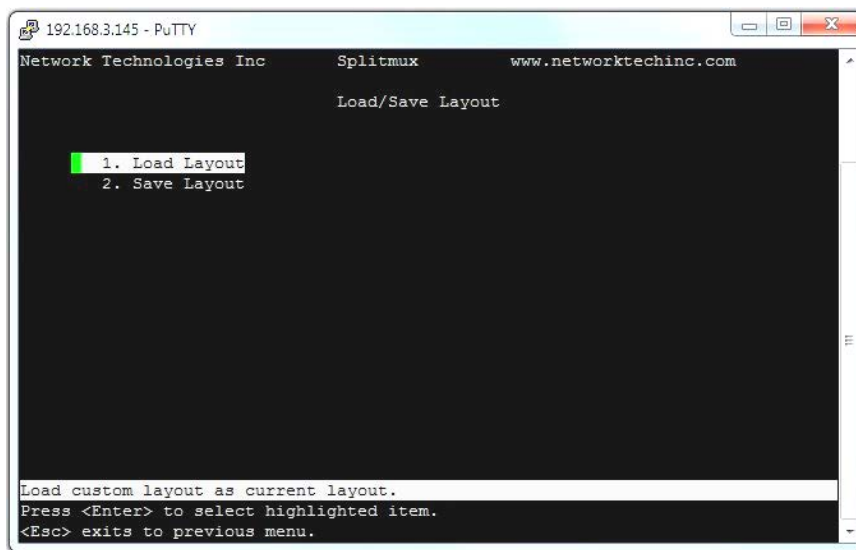 192.168.3.145 - PuTTY
Network Technologies Inc Splitmux www.networktechinc.com
Load/Save Layout
1. Load Layout
2. Save Layout
Load custom layout as current layout.
Press <Enter> to select highlighted item.
<Esc> exits to previous menu.